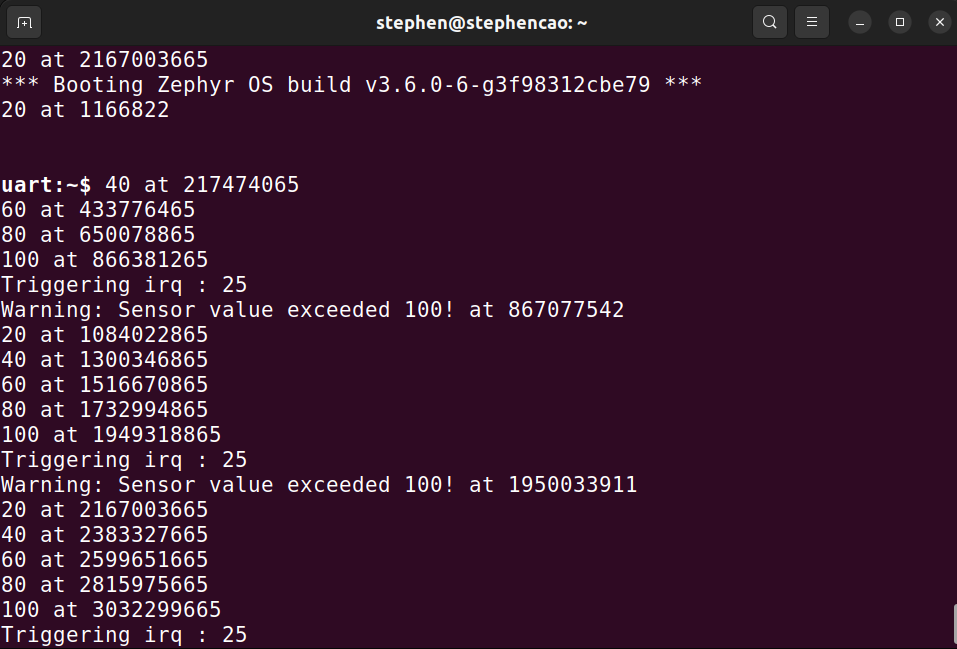 stephen@stephencao: ~
20 at 2167003665
*** Booting Zephyr OS build v3.6.0-6-g3f98312cbe79 ***
20 at 1166822
uart:~$ 40 at 217474065
60 at 433776465
80 at 650078865
100 at 866381265
Triggering irq : 25
Warning: Sensor value exceeded 100! at 867077542
20 at 1084022865
40 at 1300346865
60 at 1516670865
80 at 1732994865
100 at 1949318865
Triggering irq : 25
Warning: Sensor value exceeded 100! at 1950033911
20 at 2167003665
40 at 2383327665
60 at 2599651665
80 at 2815975665
100 at 3032299665
Triggering irq : 25